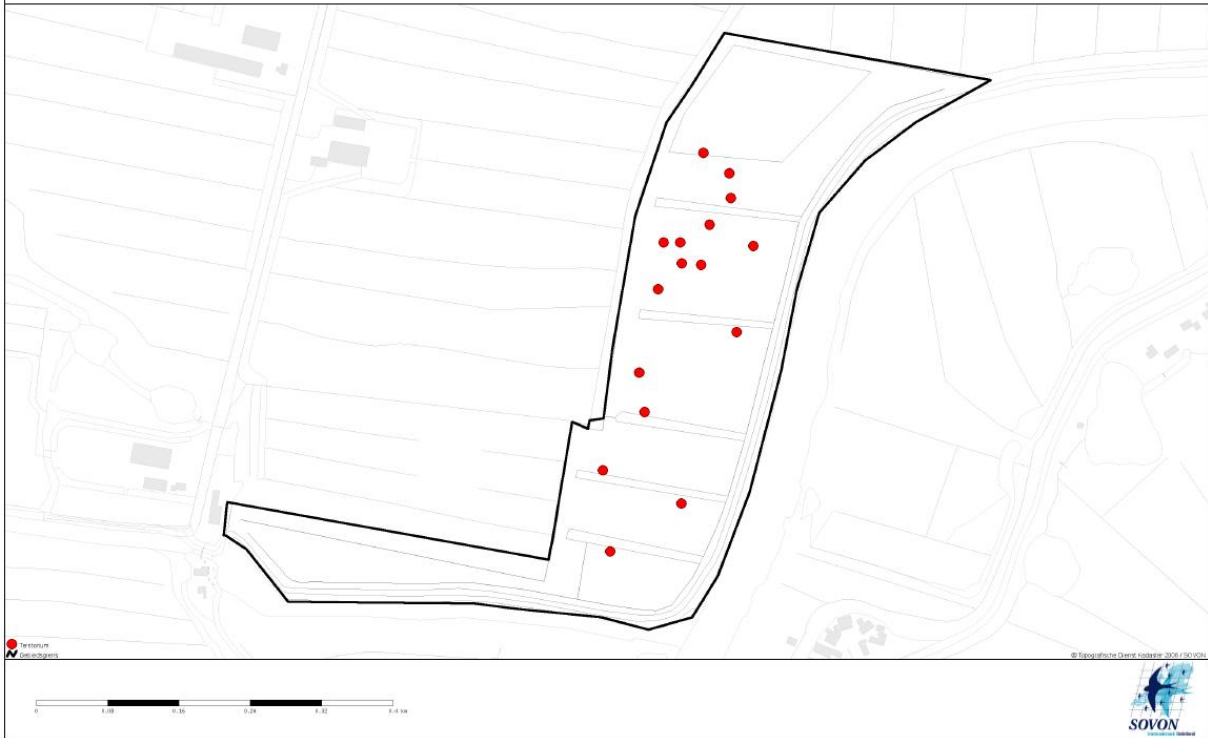 Territorium
Gebiedsgrens
© Topografische Dienst Kadaster 2006 / SOVON
0 0.08 0.16 0.24 0.32 0.4 km
SOVON